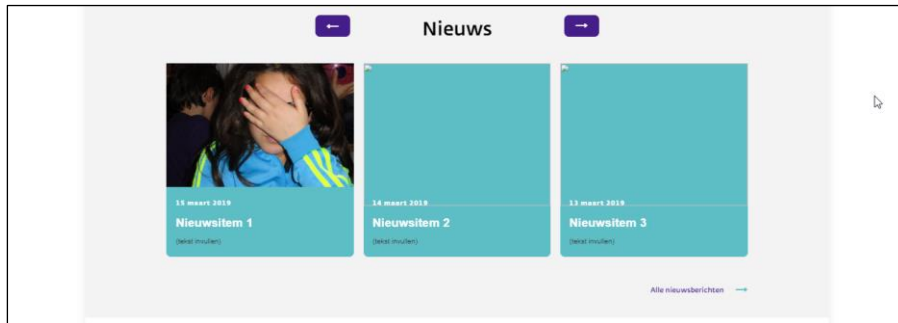 ← Nieuws →
15 maart 2019
Nieuwsitem 1
(tekst invullen)
14 maart 2019
Nieuwsitem 2
(tekst invullen)
13 maart 2019
Nieuwsitem 3
(tekst invullen)
Alle nieuwsberichten →